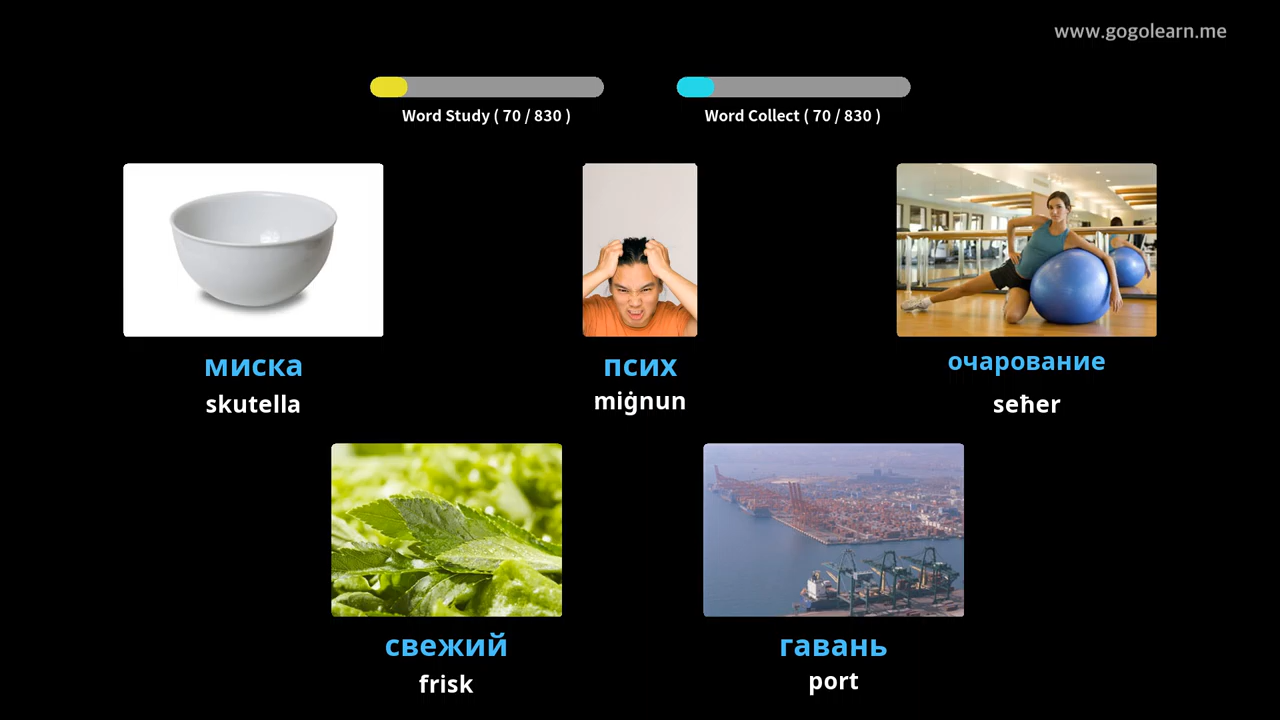 www.gogolearn.me
Word Study ( 70 / 830 )
Word Collect ( 70 / 830 )
миска
skutella
псих
miġnun
очарование
seħer
свежий
frisk
гавань
port